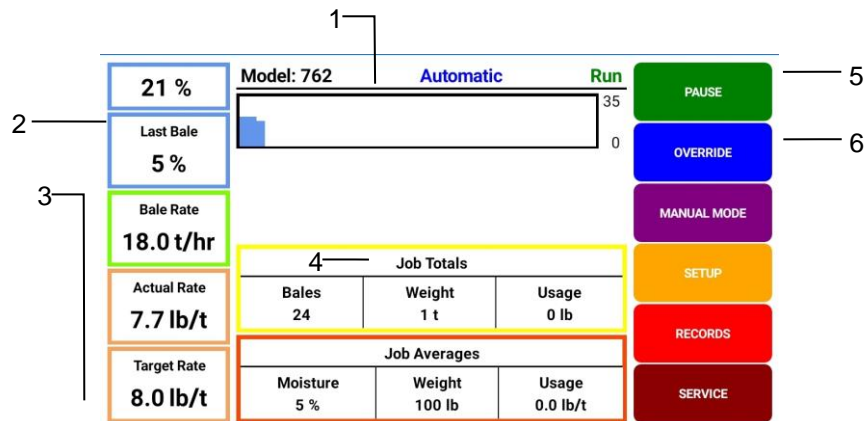 1
Model: 762 Automatic Run
21 %
35
0
2
Last Bale
5 %
3
Bale Rate
18.0 t/hr
Actual Rate
7.7 lb/t
Target Rate
8.0 lb/t
4
Job Totals
Bales Weight Usage
24 1 t 0 lb
Job Averages
Moisture Weight Usage
5 % 100 lb 0.0 lb/t
PAUSE
5
OVERRIDE
6
MANUAL MODE
SETUP
RECORDS
SERVICE